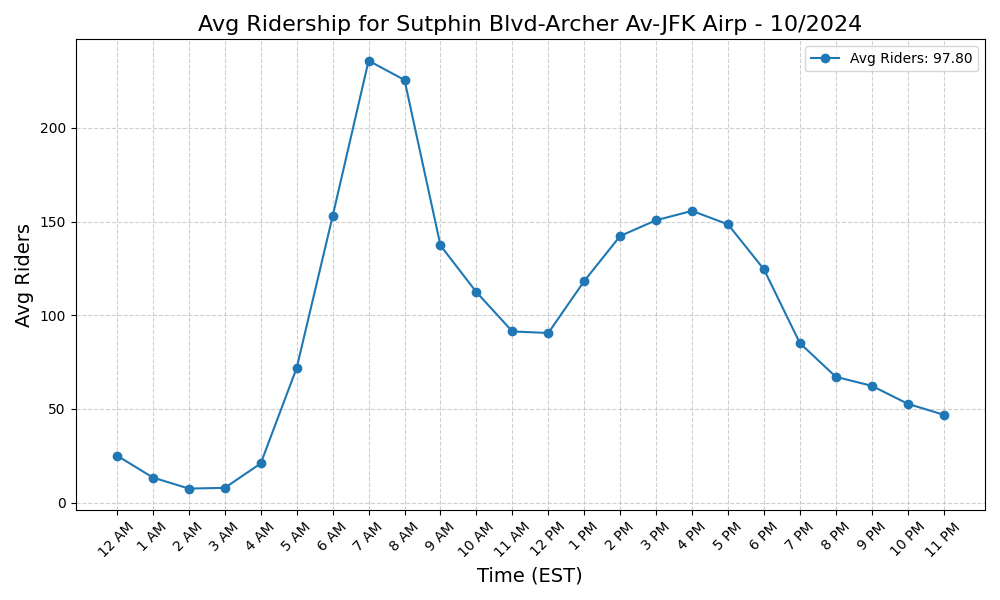 Avg Ridership for Sutphin Blvd-Archer Av-JFK Airp - 10/2024
Avg Riders: 97.80
Avg Riders
200
150
100
50
0
12 AM
1 AM
2 AM
3 AM
4 AM
5 AM
6 AM
7 AM
8 AM
9 AM
10 AM
11 AM
12 PM
1 PM
2 PM
3 PM
4 PM
5 PM
6 PM
7 PM
8 PM
9 PM
10 PM
11 PM
Time (EST)